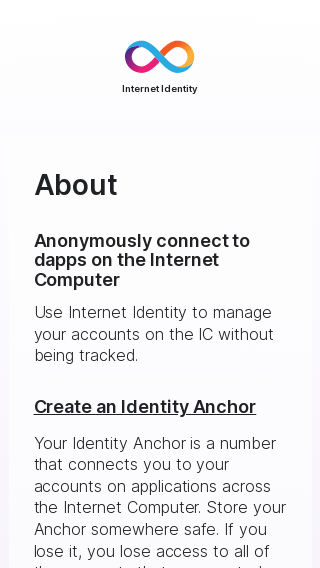 Internet Identity
About
Anonymously connect to
dapps on the Internet
Computer
Use Internet Identity to manage
your accounts on the IC without
being tracked.
Create an Identity Anchor
Your Identity Anchor is a number
that connects you to your
accounts on applications across
the Internet Computer. Store your
Anchor somewhere safe. If you
lose it, you lose access to all of